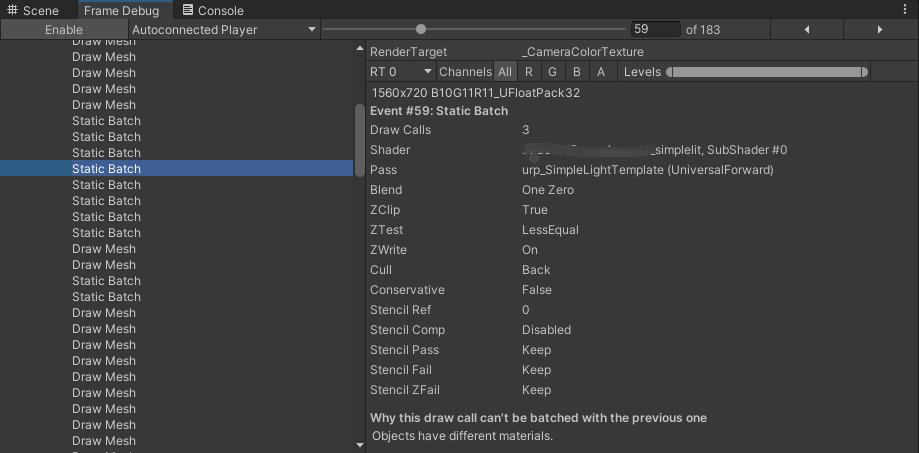 Scene Frame Debug Console
Enable Autoconnected Player 59 of 183
Draw Mesh
Draw Mesh
Draw Mesh
Draw Mesh
Draw Mesh
Static Batch
Static Batch
Static Batch
Static Batch
Static Batch
Static Batch
Static Batch
Static Batch
Draw Mesh
Draw Mesh
Static Batch
Static Batch
Draw Mesh
Draw Mesh
Draw Mesh
Draw Mesh
Draw Mesh
Draw Mesh
Draw Mesh
Draw Mesh
Draw Mesh
Draw Mesh
RenderTarget _CameraColorTexture
RT 0 Channels All R G B A Levels
1560x720 B10G11R11_UFloatPack32
Event #59: Static Batch
Draw Calls 3
Shader _simplelit, SubShader #0
Pass urp_SimpleLightTemplate (UniversalForward)
Blend One Zero
ZClip True
ZTest LessEqual
ZWrite On
Cull Back
Conservative False
Stencil Ref 0
Stencil Comp Disabled
Stencil Pass Keep
Stencil Fail Keep
Stencil ZFail Keep
Why this draw call can't be batched with the previous one
Objects have different materials.